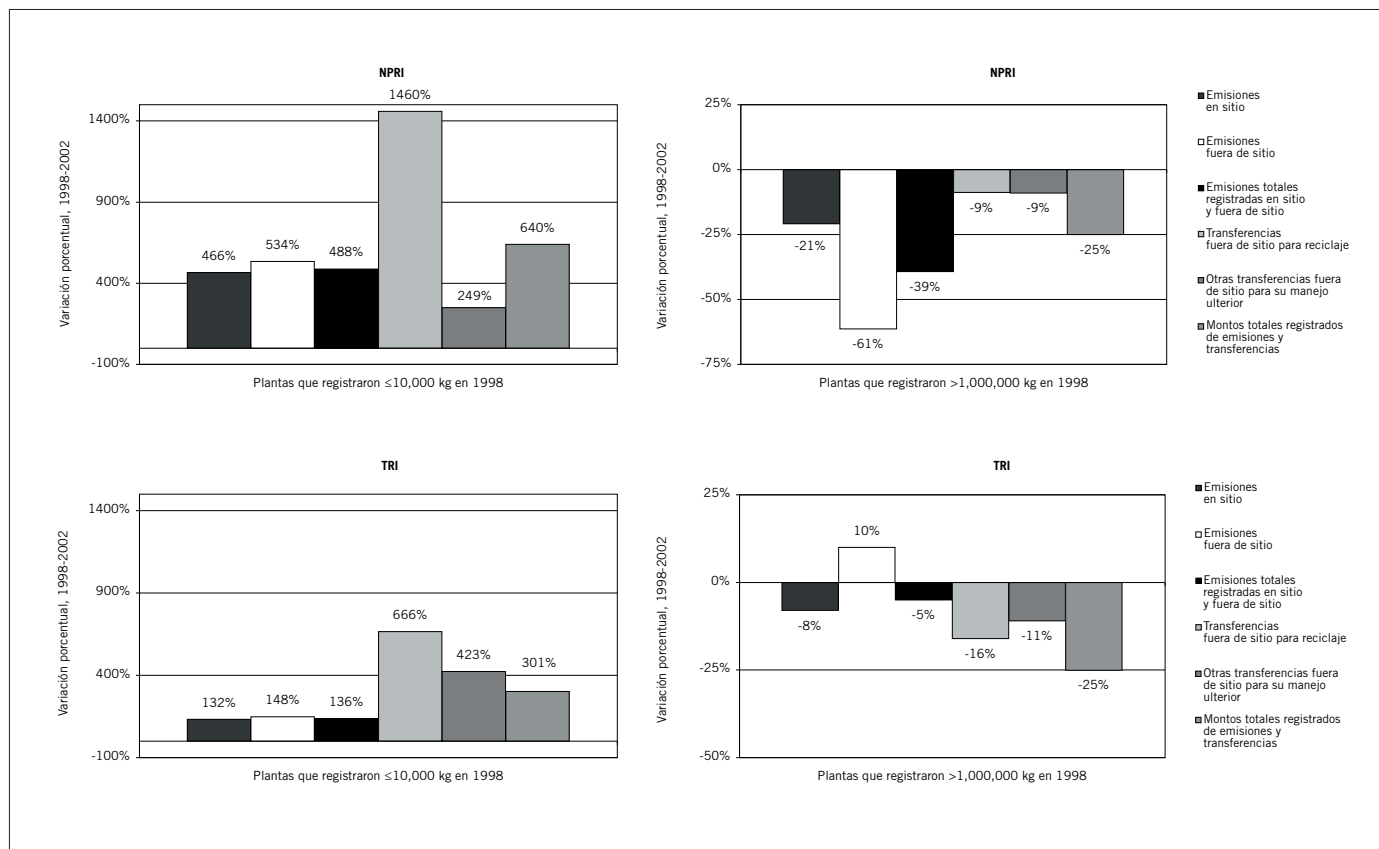 NPRI
1400%
900%
400%
-100%
Variación porcentual, 1998-2002
466%
534%
488%
1460%
249%
640%
Plantas que registraron ≤10,000 kg en 1998
NPRI
25%
0%
-25%
-50%
-75%
Variación porcentual, 1998-2002
-21%
-61%
-39%
-9%
-9%
-25%
Plantas que registraron >1,000,000 kg en 1998
Emisiones
en sitio
Emisiones
fuera de sitio
Emisiones totales
registradas en sitio
y fuera de sitio
Transferencias
fuera de sitio para reciclaje
Otras transferencias fuera
de sitio para su manejo
ulterior
Montos totales registrados
de emisiones y
transferencias
TRI
1400%
900%
400%
-100%
Variación porcentual, 1998-2002
132%
148%
136%
666%
423%
301%
Plantas que registraron ≤10,000 kg en 1998
TRI
25%
0%
-25%
-50%
Variación porcentual, 1998-2002
-8%
10%
-5%
-16%
-11%
-25%
Plantas que registraron >1,000,000 kg en 1998
Emisiones
en sitio
Emisiones
fuera de sitio
Emisiones totales
registradas en sitio
y fuera de sitio
Transferencias
fuera de sitio para reciclaje
Otras transferencias fuera
de sitio para su manejo
ulterior
Montos totales registrados
de emisiones y
transferencias